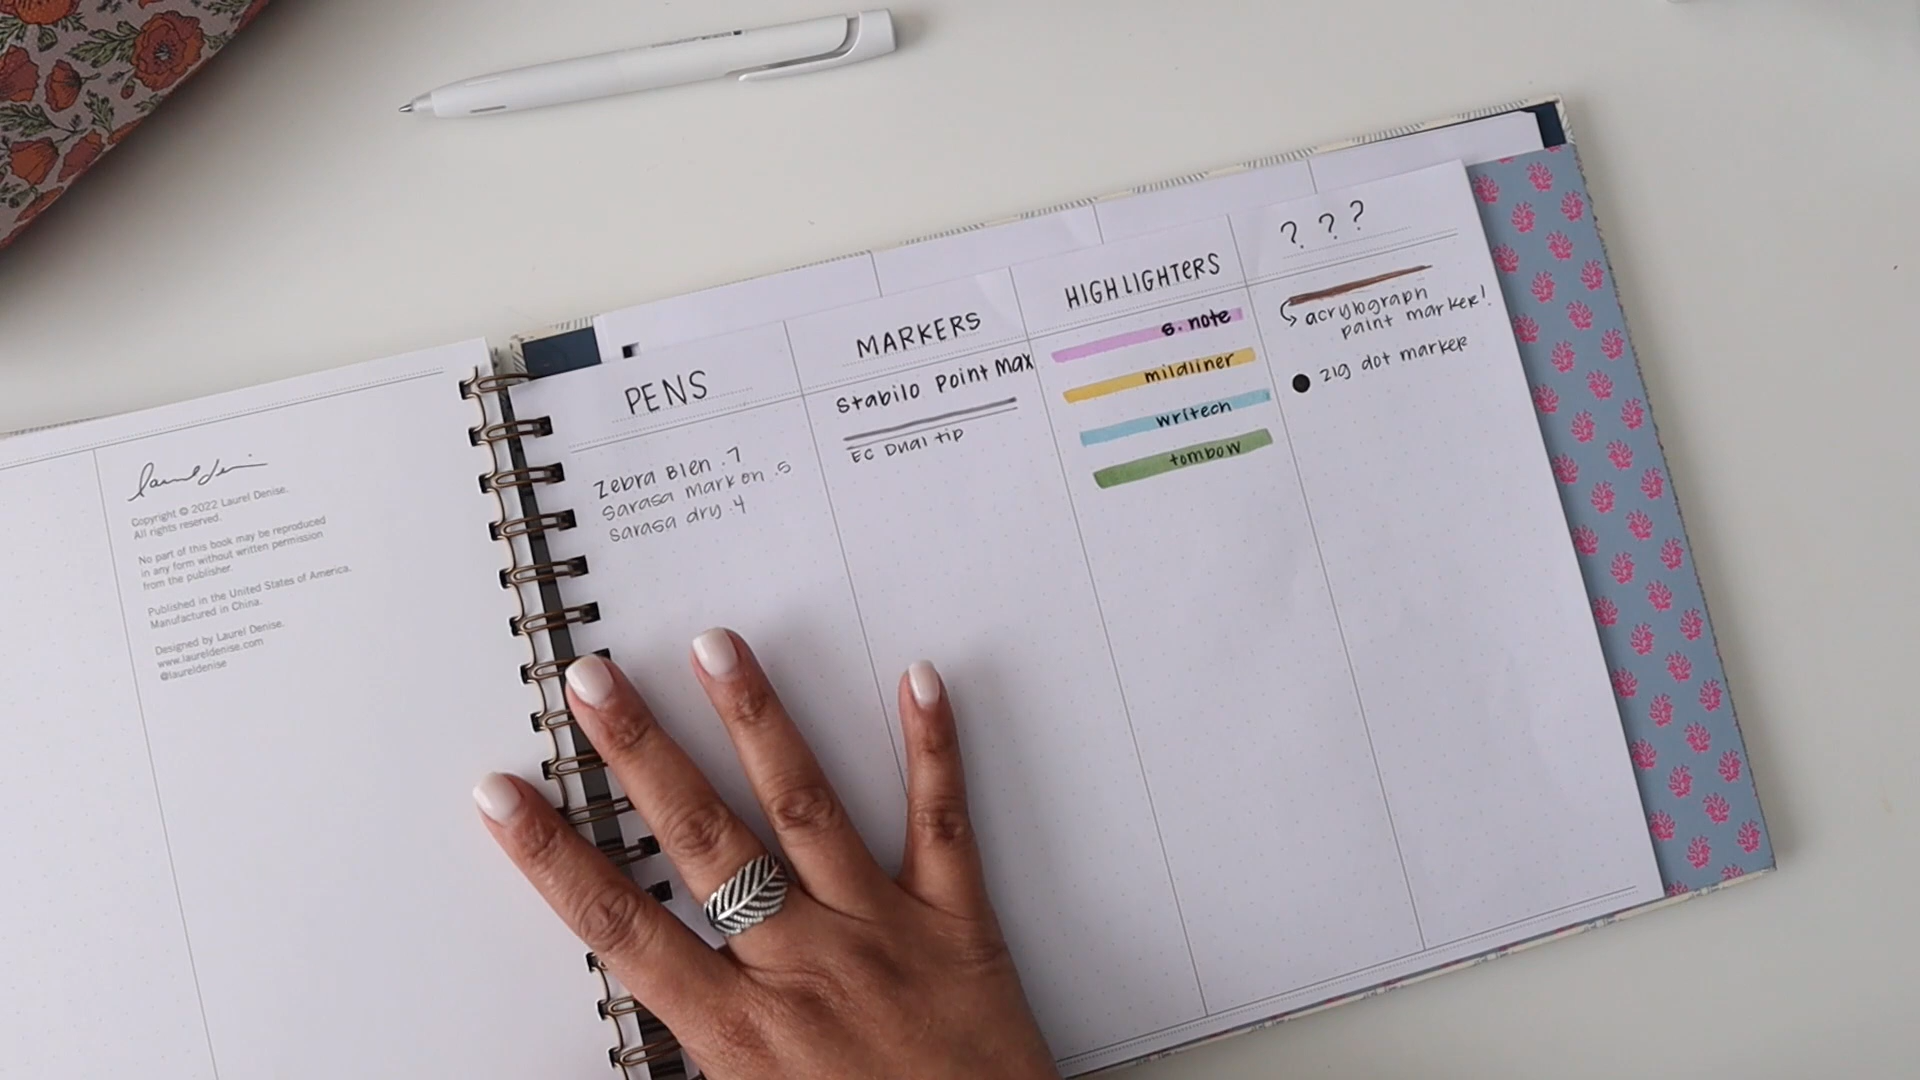 Laurel Denise
Copyright © 2022 Laurel Denise.
All rights reserved.
No part of this book may be reproduced
in any form without written permission
from the publisher.
Published in the United States of America.
Manufactured in China.
Designed by Laurel Denise.
www.laureldenise.com
@laureldenise
PENS
Zebra Blen .7
Sarasa mark on .5
Sarasa dry .4
MARKERS
Stabilo Point Max
EC Dual tip
HIGHLIGHTERS
s. note
mildliner
writech
tombow
? ? ?
acrylograph
paint marker!
zig dot marker